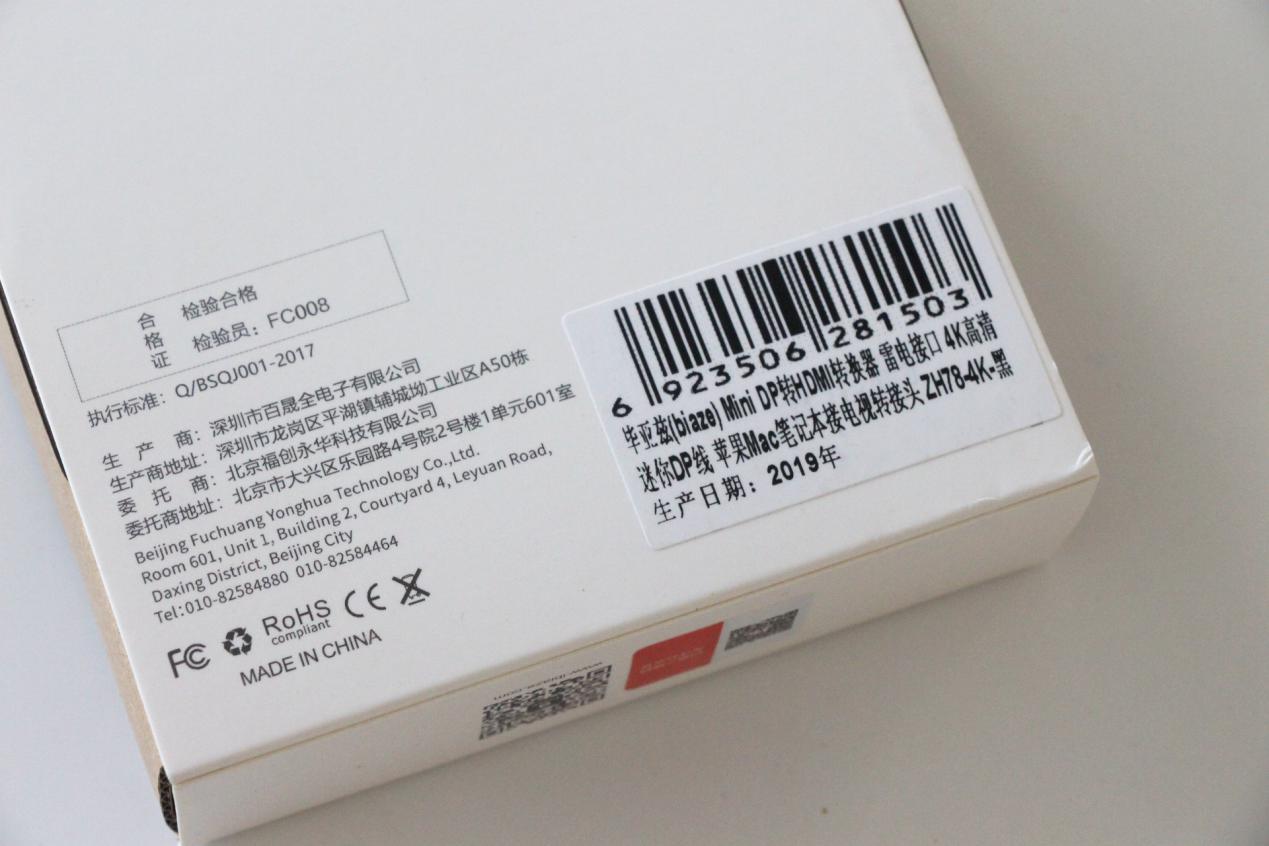 合格证
检验合格
检验员：FC008
执行标准：Q/BSQJ001-2017
生产商：深圳市百晟全电子有限公司
生产商地址：深圳市龙岗区平湖镇辅城坳工业区A50栋
委托商：北京福创永华科技有限公司
委托商地址：北京市大兴区乐园路4号院2号楼1单元601室
Beijing Fuchuang Yonghua Technology Co.,Ltd.
Room 601, Unit 1, Building 2, Courtyard 4, Leyuan Road,
Daxing District, Beijing City
Tel:010-82584880 010-82584464
FC
RoHS
compliant
CE
MADE IN CHINA
6 923506 281503
毕亚兹(biaze) Mini DP转HDMI转换器 雷电接口 4K高清
迷你DP线 苹果Mac笔记本接电视转接头 ZH78-4K-黑
生产日期：2019年
www.ibiaze.com